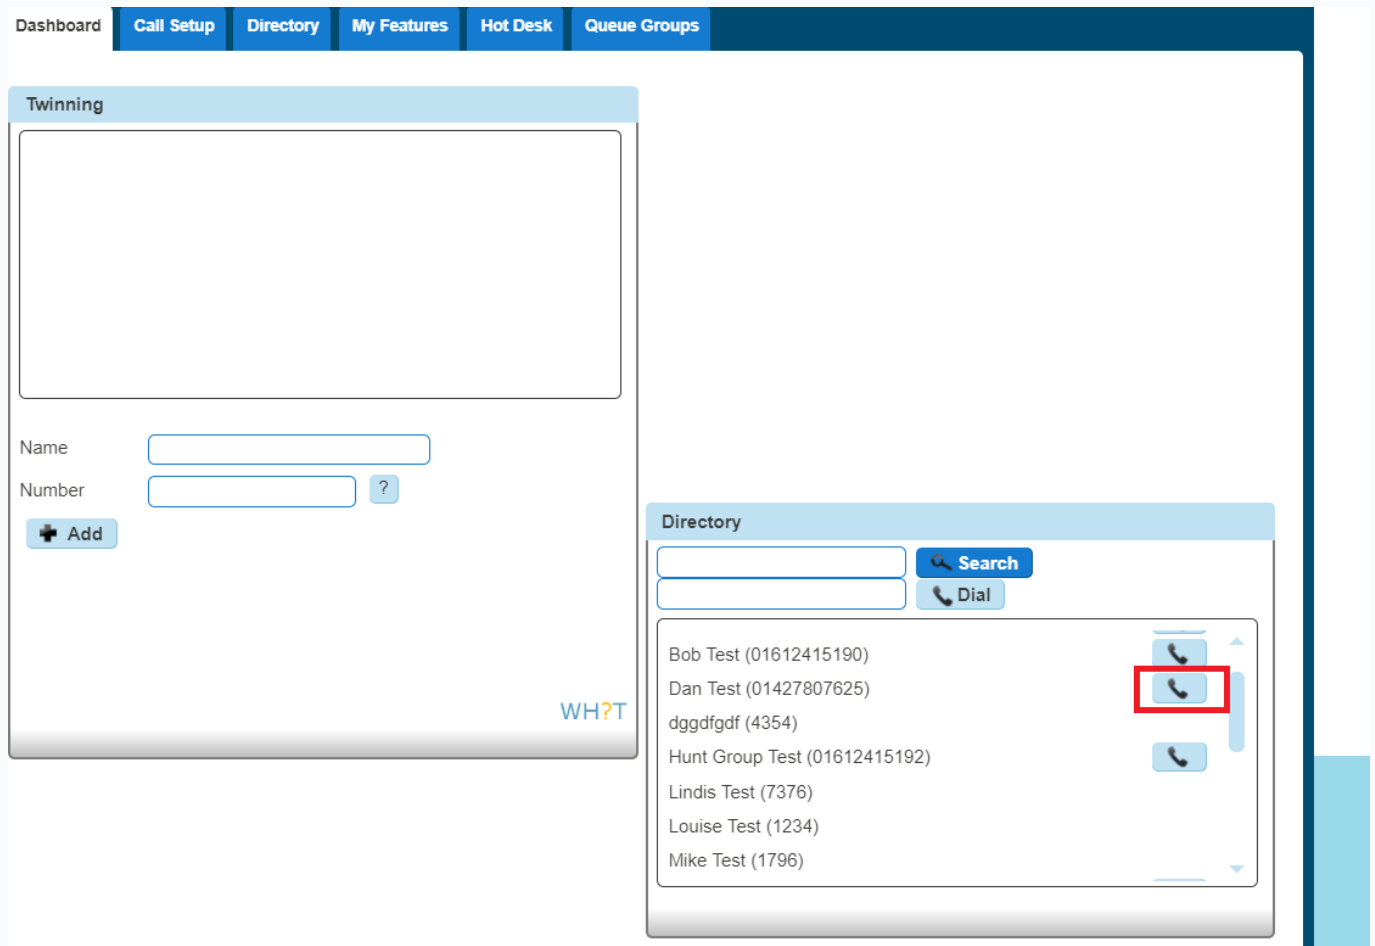 Dashboard Call Setup Directory My Features Hot Desk Queue Groups
Twinning
Name
Number ?
Add
WH?T
Directory
Search
Dial
Bob Test (01612415190)
Dan Test (01427807625)
dggdfgdf (4354)
Hunt Group Test (01612415192)
Lindis Test (7376)
Louise Test (1234)
Mike Test (1796)